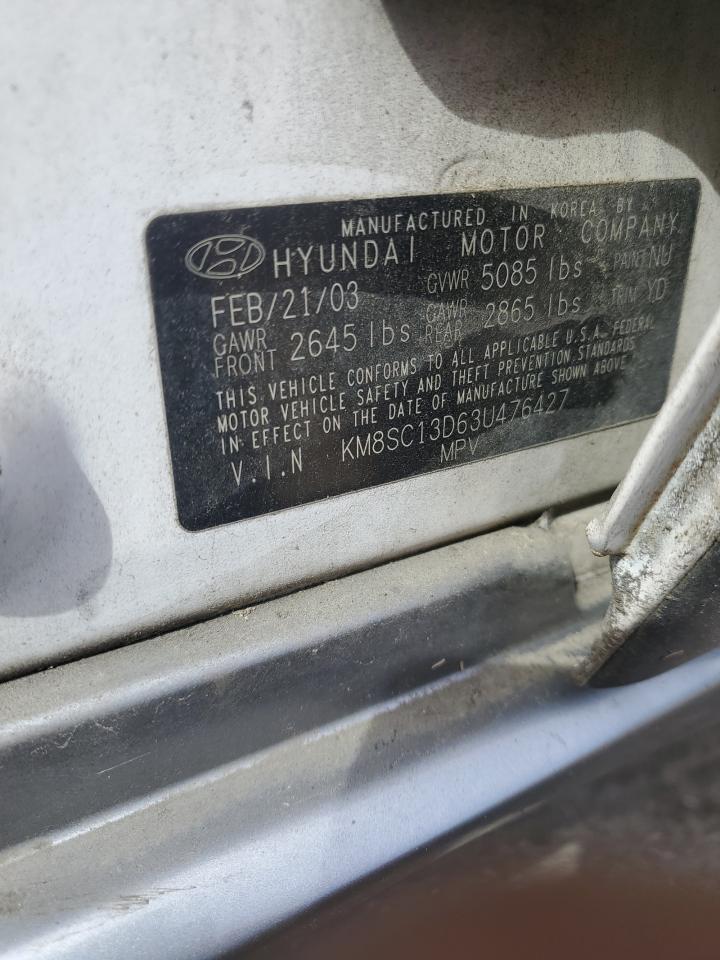 MANUFACTURED IN KOREA BY
HYUNDAI MOTOR COMPANY
FEB/21/03 GVWR 5085 lbs PAINT NW
GAWR FRONT 2645 lbs GAWR REAR 2865 lbs TRIM YD
THIS VEHICLE CONFORMS TO ALL APPLICABLE U.S.A. FEDERAL
MOTOR VEHICLE SAFETY AND THEFT PREVENTION STANDARDS
IN EFFECT ON THE DATE OF MANUFACTURE SHOWN ABOVE
V.I.N KM8SC13D63U476427
MPV